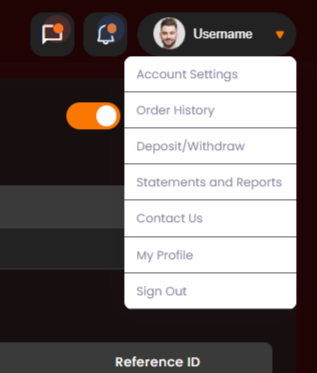 Username
Account Settings
Order History
Deposit/Withdraw
Statements and Reports
Contact Us
My Profile
Sign Out
Reference ID